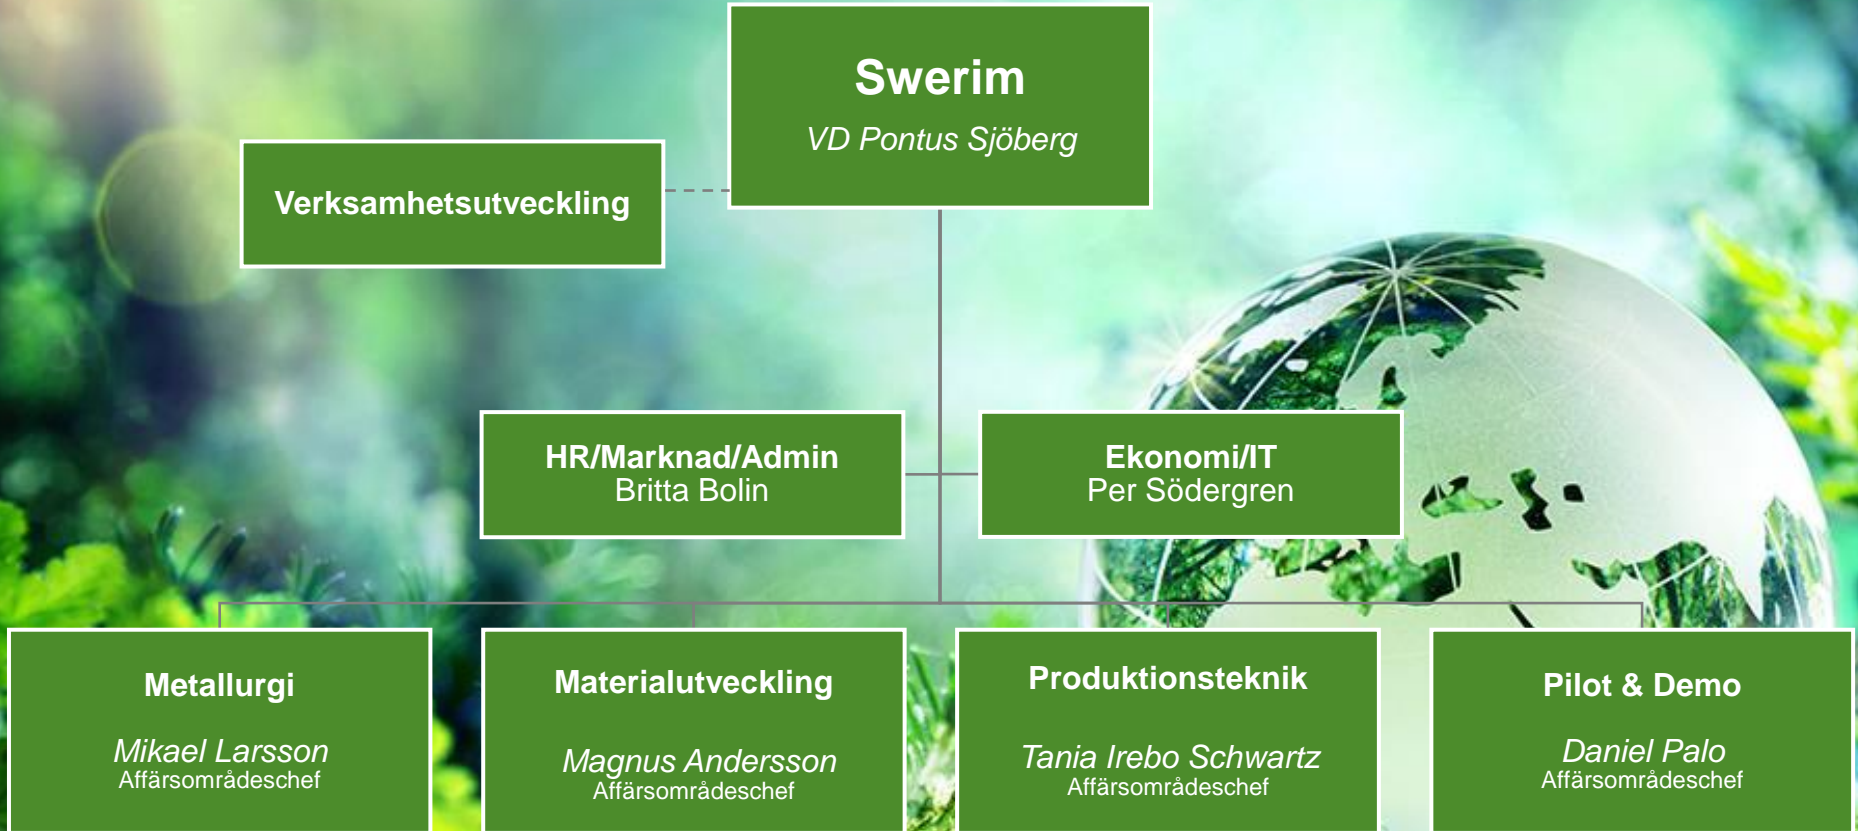 Swerim
VD Pontus Sjöberg
Verksamhetsutveckling
HR/Marknad/Admin
Britta Bolin
Ekonomi/IT
Per Södergren
Metallurgi
Mikael Larsson
Affärsområdeschef
Materialutveckling
Magnus Andersson
Affärsområdeschef
Produktionsteknik
Tania Irebo Schwartz
Affärsområdeschef
Pilot & Demo
Daniel Palo
Affärsområdeschef